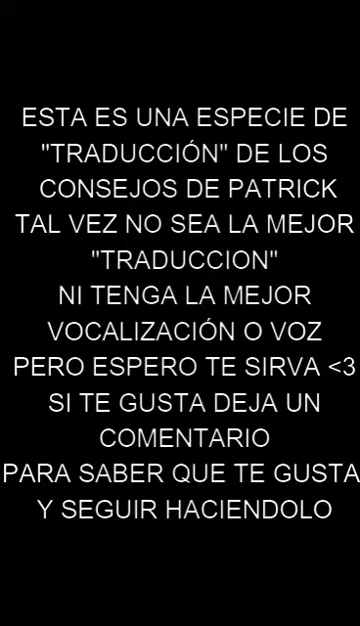 ESTA ES UNA ESPECIE DE
"TRADUCCIÓN" DE LOS
CONSEJOS DE PATRICK
TAL VEZ NO SEA LA MEJOR
"TRADUCCION"
NI TENGA LA MEJOR
VOCALIZACIÓN O VOZ
PERO ESPERO TE SIRVA <3
SI TE GUSTA DEJA UN
COMENTARIO
PARA SABER QUE TE GUSTA
Y SEGUIR HACIENDOLO